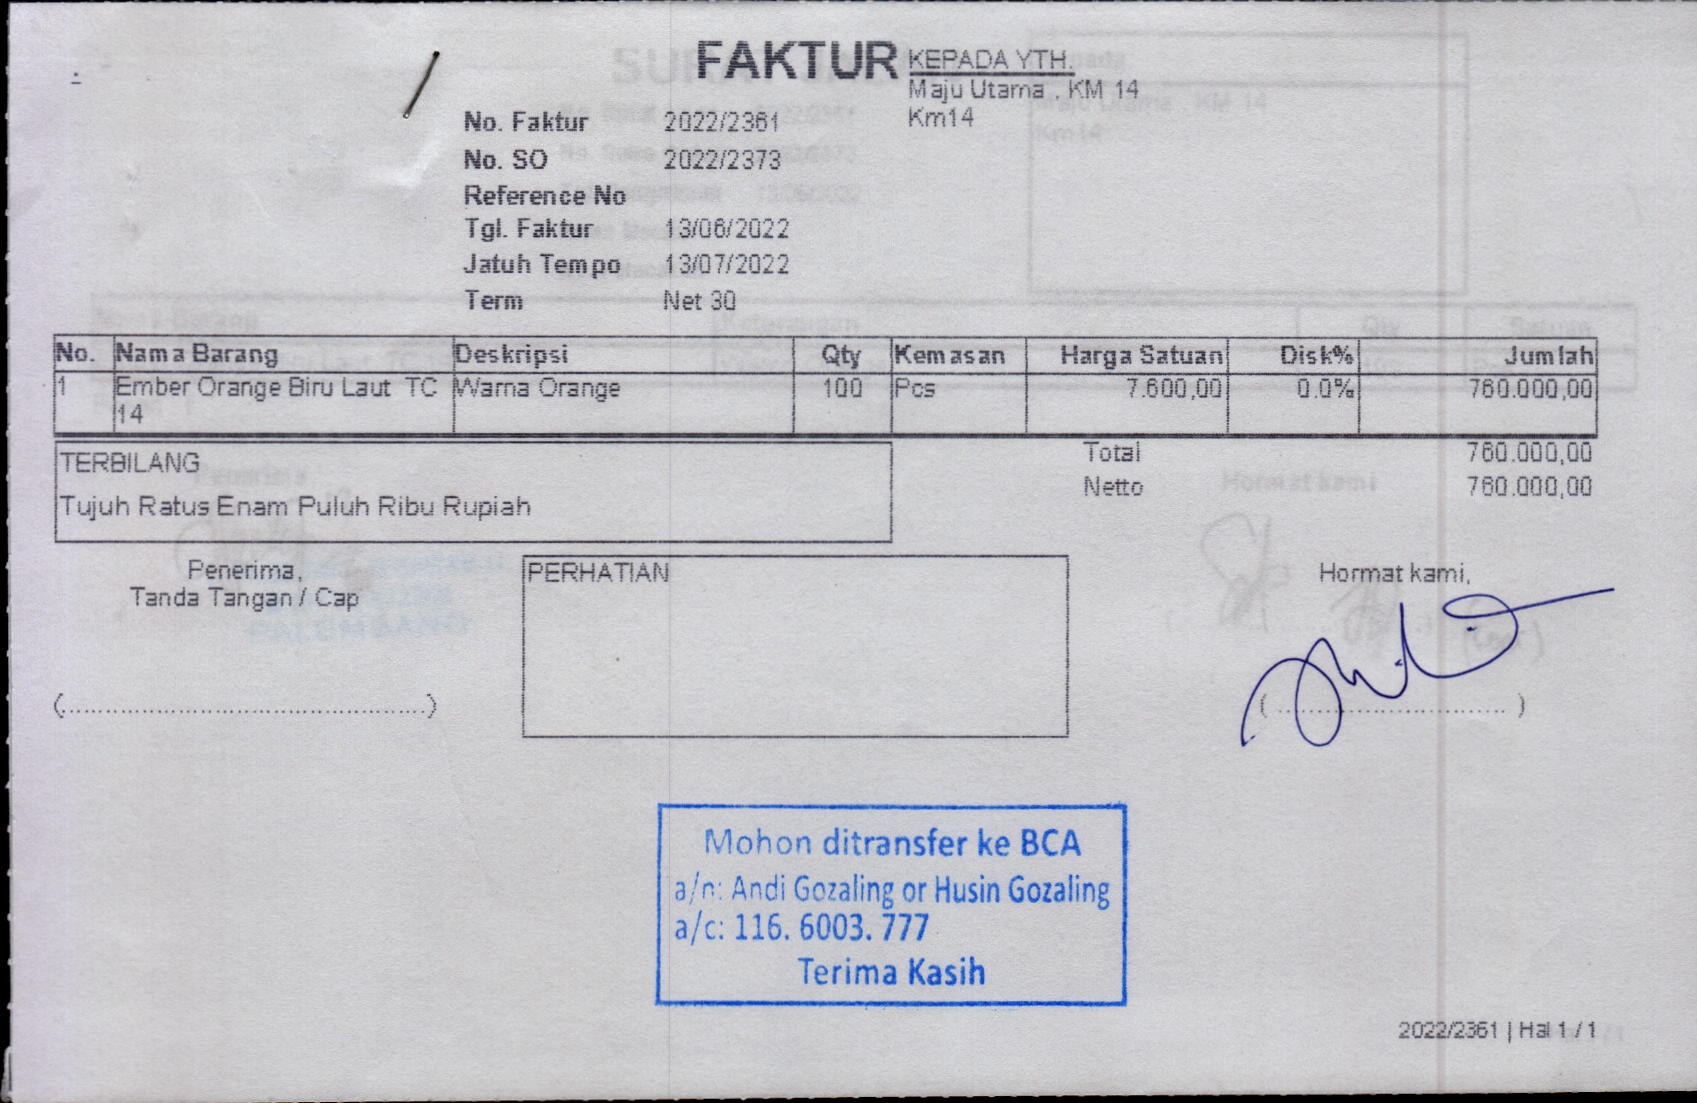 FAKTUR
KEPADA YTH.
Maju Utama , KM 14
Km14
No. Faktur 2022/2361
No. SO 2022/2373
Reference No
Tgl. Faktur 13/06/2022
Jatuh Tempo 13/07/2022
Term Net 30
No. Nama Barang Deskripsi Qty Kemasan Harga Satuan Disk% Jumlah
1 Ember Orange Biru Laut TC Warna Orange 100 Pcs 7.600,00 0.0% 760.000,00
14
Total 760.000,00
Netto 760.000,00
TERBILANG
Tujuh Ratus Enam Puluh Ribu Rupiah
Penerima,
Tanda Tangan / Cap
(.............................................)
PERHATIAN
Hormat kami,
(.............................)
Mohon ditransfer ke BCA
a/n: Andi Gozaling or Husin Gozaling
a/c: 116. 6003. 777
Terima Kasih
2022/2361 | Hal 1 / 1